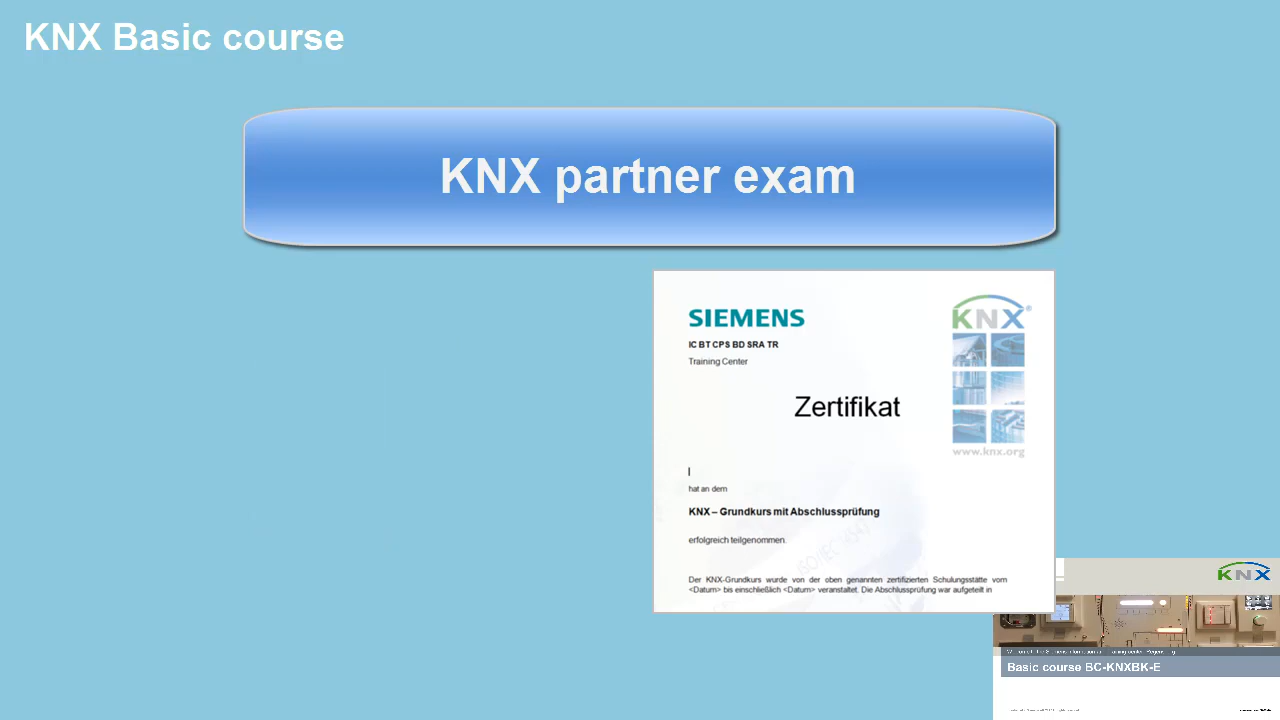 KNX Basic course
KNX partner exam
SIEMENS
KNX®
IC BT CPS BD SRA TR
Training Center
Zertifikat
www.knx.org
hat an dem
KNX – Grundkurs mit Abschlussprüfung
erfolgreich teilgenommen.
Der KNX-Grundkurs wurde von der oben genannten zertifizierten Schulungsstätte vom
<Datum> bis einschließlich <Datum> veranstaltet. Die Abschlussprüfung war aufgeteilt in
KNX
Basic course BC-KNXBK-E